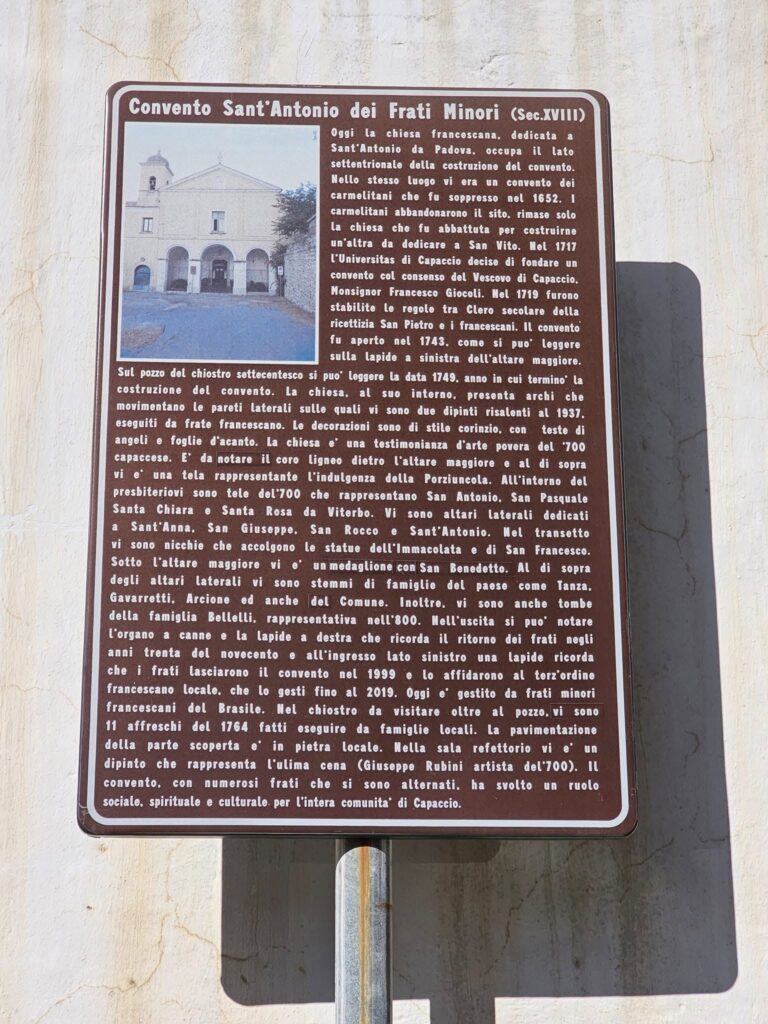 Convento Sant'Antonio dei Frati Minori (Sec.XVIII)
Oggi la chiesa francescana, dedicata a
Sant'Antonio da Padova, occupa il lato
settentrionale della costruzione del convento.
Nello stesso luogo vi era un convento dei
carmelitani che fu soppresso nel 1652. I
carmelitani abbandonarono il sito, rimase solo
la chiesa che fu abbattuta per costruirne
un'altra da dedicare a San Vito. Nel 1717
l'Universitas di Capaccio decise di fondare un
convento col consenso del Vescovo di Capaccio,
Monsignor Francesco Giocoli. Nel 1719 furono
stabilite le regole tra Clero secolare della
ricettizia San Pietro e i francescani. Il convento
fu aperto nel 1743, come si puo' leggere
sulla lapide a sinistra dell'altare maggiore.
Sul pozzo del chiostro settecentesco si puo' leggere la data 1749, anno in cui termino' la
costruzione del convento. La chiesa, al suo interno, presenta archi che
movimentano le pareti laterali sulle quali vi sono due dipinti risalenti al 1937,
eseguiti da frate francescano. Le decorazioni sono di stile corinzio, con teste di
angeli e foglie d'acanto. La chiesa e' una testimonianza d'arte povera del '700
capaccese. E' da notare il coro ligneo dietro l'altare maggiore e al di sopra
vi e' una tela rappresentante l'indulgenza della Porziuncola. All'interno del
presbiteriovi sono tele del'700 che rappresentano San Antonio, San Pasquale
Santa Chiara e Santa Rosa da Viterbo. Vi sono altari laterali dedicati
a Sant'Anna, San Giuseppe, San Rocco e Sant'Antonio. Nel transetto
vi sono nicchie che accolgono le statue dell'Immacolata e di San Francesco.
Sotto l'altare maggiore vi e' un medaglione con San Benedetto. Al di sopra
degli altari laterali vi sono stemmi di famiglie del paese come Tanza,
Gavarretti, Arcione ed anche del Comune. Inoltre, vi sono anche tombe
della famiglia Bellelli, rappresentativa nell'800. Nell'uscita si puo' notare
l'organo a canne e la lapide a destra che ricorda il ritorno dei frati negli
anni trenta del novecento e all'ingresso lato sinistro una lapide ricorda
che i frati lasciarono il convento nel 1999 e lo affidarono al terz'ordine
francescano locale, che lo gesti fino al 2019. Oggi e' gestito da frati minori
francescani del Brasile. Nel chiostro da visitare oltre al pozzo, vi sono
11 affreschi del 1764 fatti eseguire da famiglie locali. La pavimentazione
della parte scoperta e' in pietra locale. Nella sala refettorio vi e' un
dipinto che rappresenta l'ulima cena (Giuseppe Rubini artista del'700). Il
convento, con numerosi frati che si sono alternati, ha svolto un ruolo
sociale, spirituale e culturale per l'intera comunita' di Capaccio.